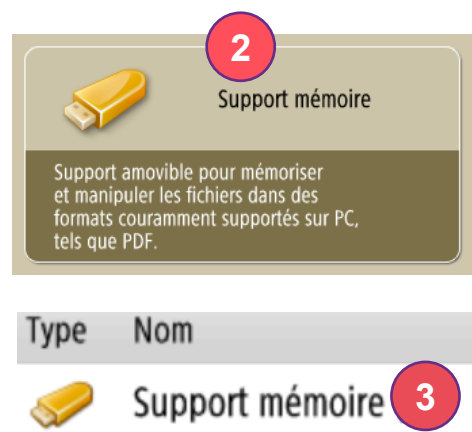 2
Support mémoire
Support amovible pour mémoriser
et manipuler les fichiers dans des
formats couramment supportés sur PC,
tels que PDF.
Type Nom
Support mémoire 3